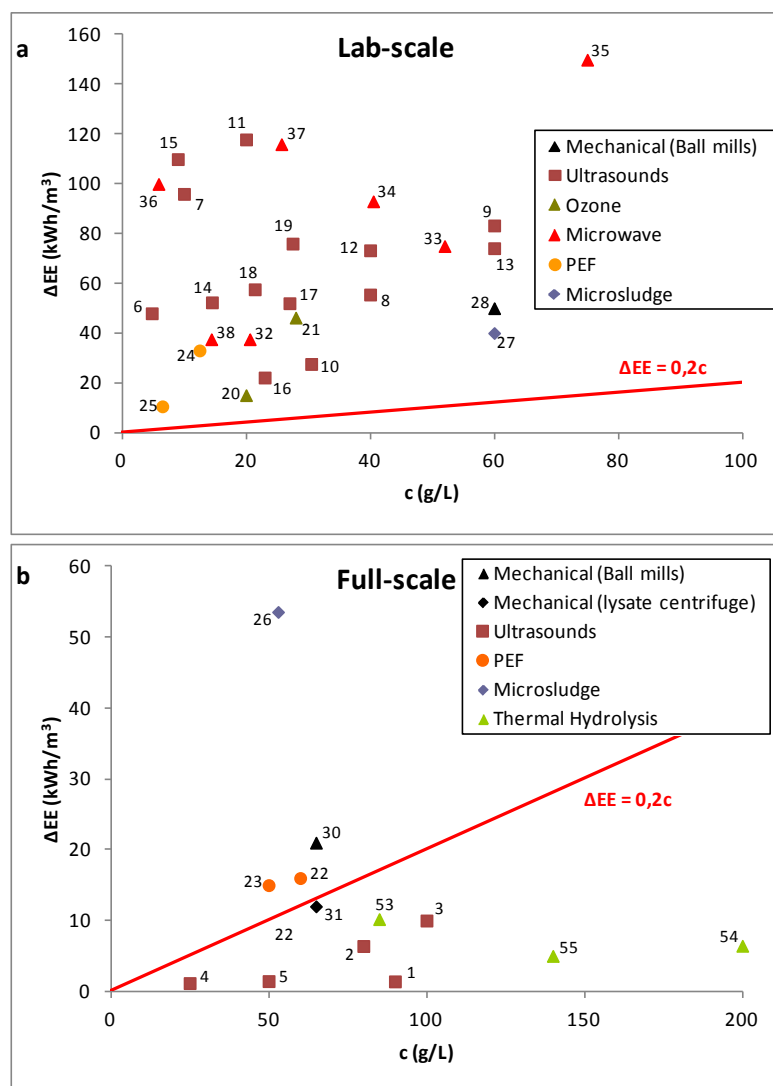 a
Lab-scale
ΔEE (kWh/m³)
160
140
120
100
80
60
40
20
0
35
11
37
15
36
7
34
19
12
33
9
13
14
18
17
8
6
28
27
21
38
32
24
10
16
25
20
Mechanical (Ball mills)
Ultrasounds
Ozone
Microwave
PEF
Microsludge
ΔEE = 0,2c
0 20 40 60 80 100
c (g/L)
b
Full-scale
ΔEE (kWh/m³)
60
50
40
30
20
10
0
26
Mechanical (Ball mills)
Mechanical (lysate centrifuge)
Ultrasounds
PEF
Microsludge
Thermal Hydrolysis
ΔEE = 0,2c
30
23
22
31
22
53
3
2
54
55
4
5
1
0 50 100 150 200
c (g/L)